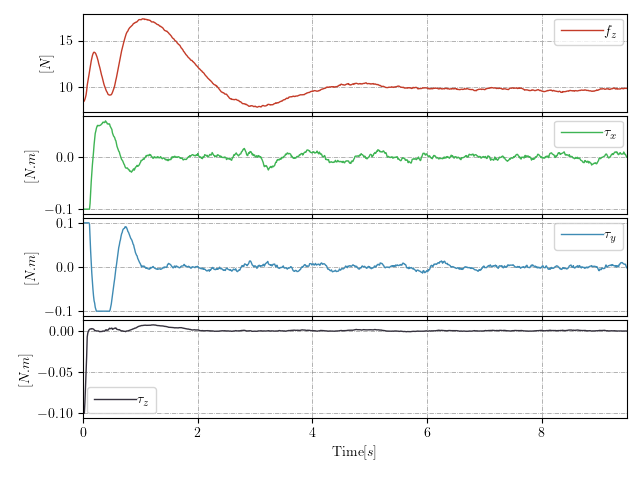 15
10
[N]
f_z
0.0
−0.1
[N.m]
τ_x
0.1
0.0
−0.1
[N.m]
τ_y
0.00
−0.05
−0.10
[N.m]
τ_z
0 2 4 6 8
Time[s]